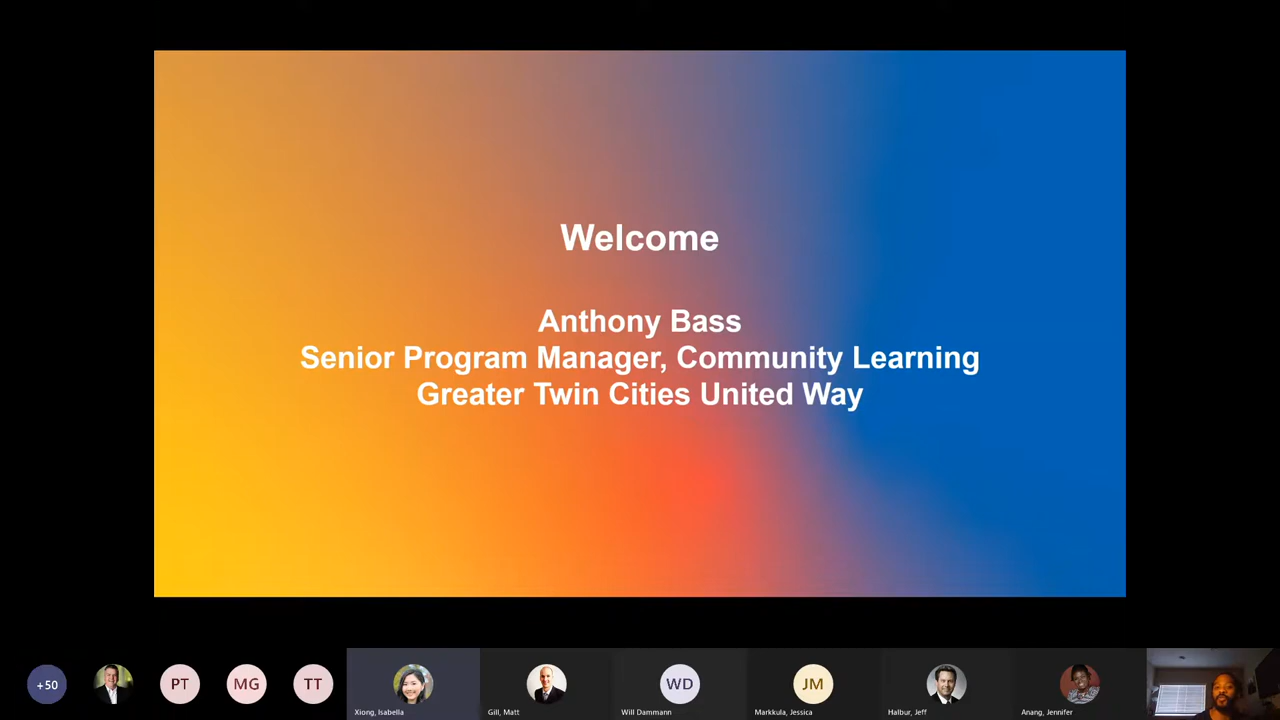 Welcome
Anthony Bass
Senior Program Manager, Community Learning
Greater Twin Cities United Way
+50
PT
MG
TT
Xiong, Isabella
Gill, Matt
WD
Will Dammann
JM
Markkula, Jessica
Halbur, Jeff
Anang, Jennifer